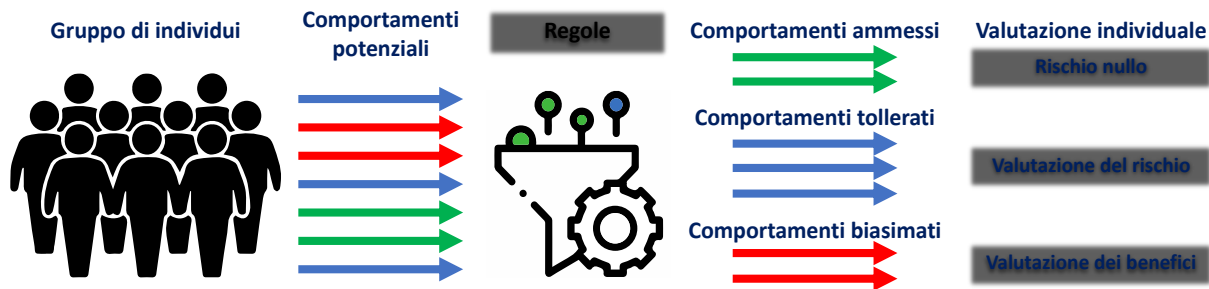 Gruppo di individui
Comportamenti
potenziali
Regole
Comportamenti ammessi
Valutazione individuale
Rischio nullo
Comportamenti tollerati
Valutazione del rischio
Comportamenti biasimati
Valutazione dei benefici